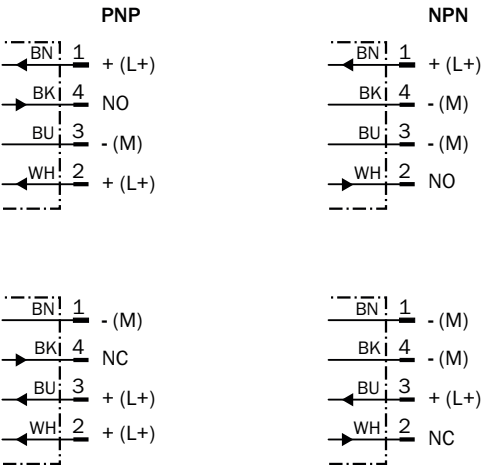 PNP
BN 1 + (L+)
BK 4 NO
BU 3 - (M)
WH 2 + (L+)
NPN
BN 1 + (L+)
BK 4 - (M)
BU 3 - (M)
WH 2 NO
BN 1 - (M)
BK 4 NC
BU 3 + (L+)
WH 2 + (L+)
BN 1 - (M)
BK 4 - (M)
BU 3 + (L+)
WH 2 NC